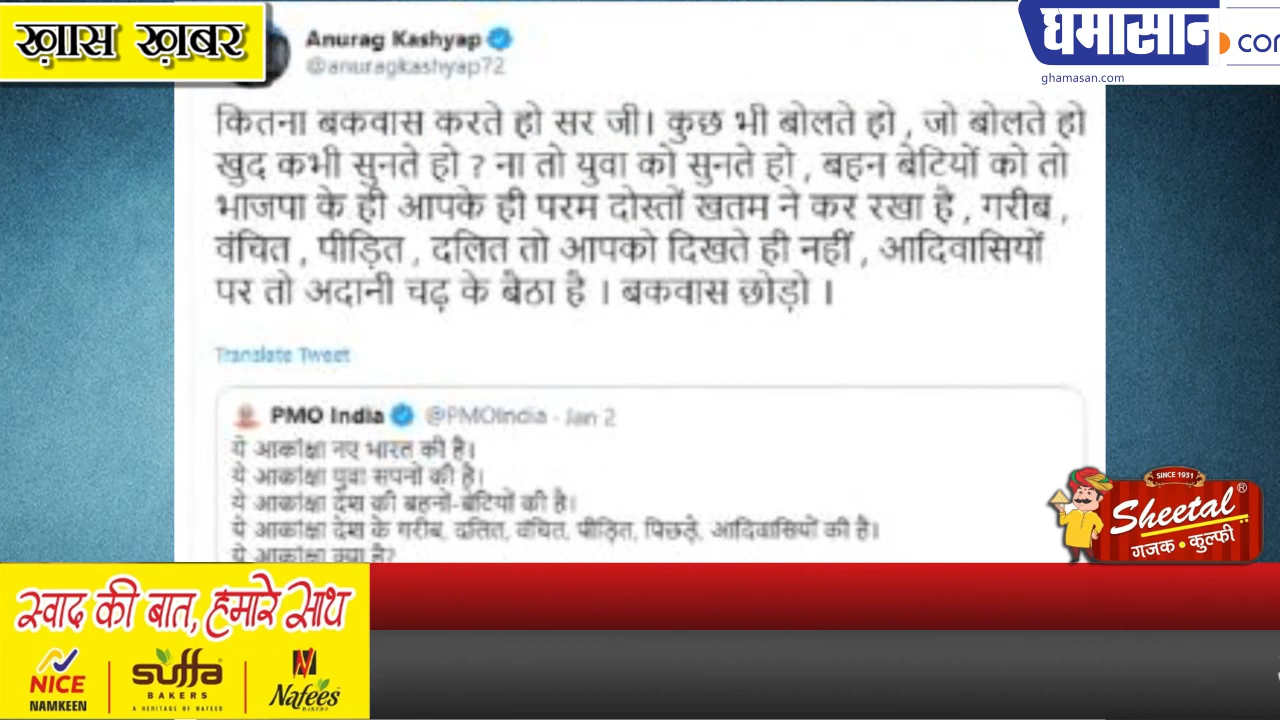 ख़ास ख़बर
घमासान
.com
ghamasan.com
Anurag Kashyap
@anuragkashyap72
कितना बकवास करते हो सर जी। कुछ भी बोलते हो , जो बोलते हो
खुद कभी सुनते हो ? ना तो युवा को सुनते हो , बहन बेटियों को तो
भाजपा के ही आपके ही परम दोस्तों खतम ने कर रखा है , गरीब ,
वंचित , पीड़ित , दलित तो आपको दिखते ही नहीं , आदिवासियों
पर तो अदानी चढ़ के बैठा है । बकवास छोड़ो ।
Translate Tweet
PMO India @PMOIndia · Jan 2
ये आकांक्षा नए भारत की है।
ये आकांक्षा युवा सपनों की है।
ये आकांक्षा देश की बहनों-बेटियों की है।
ये आकांक्षा देश के गरीब, दलित, वंचित, पीड़ित, पिछड़े, आदिवासियों की है।
ये आकांक्षा क्या है?
SINCE 1931
Sheetal®
गजक • कुल्फी
स्वाद की बात, हमारे साथ
NICE
NAMKEEN
suffa
BAKERS
A HERITAGE OF NAFEES
Nafees
BAKERY